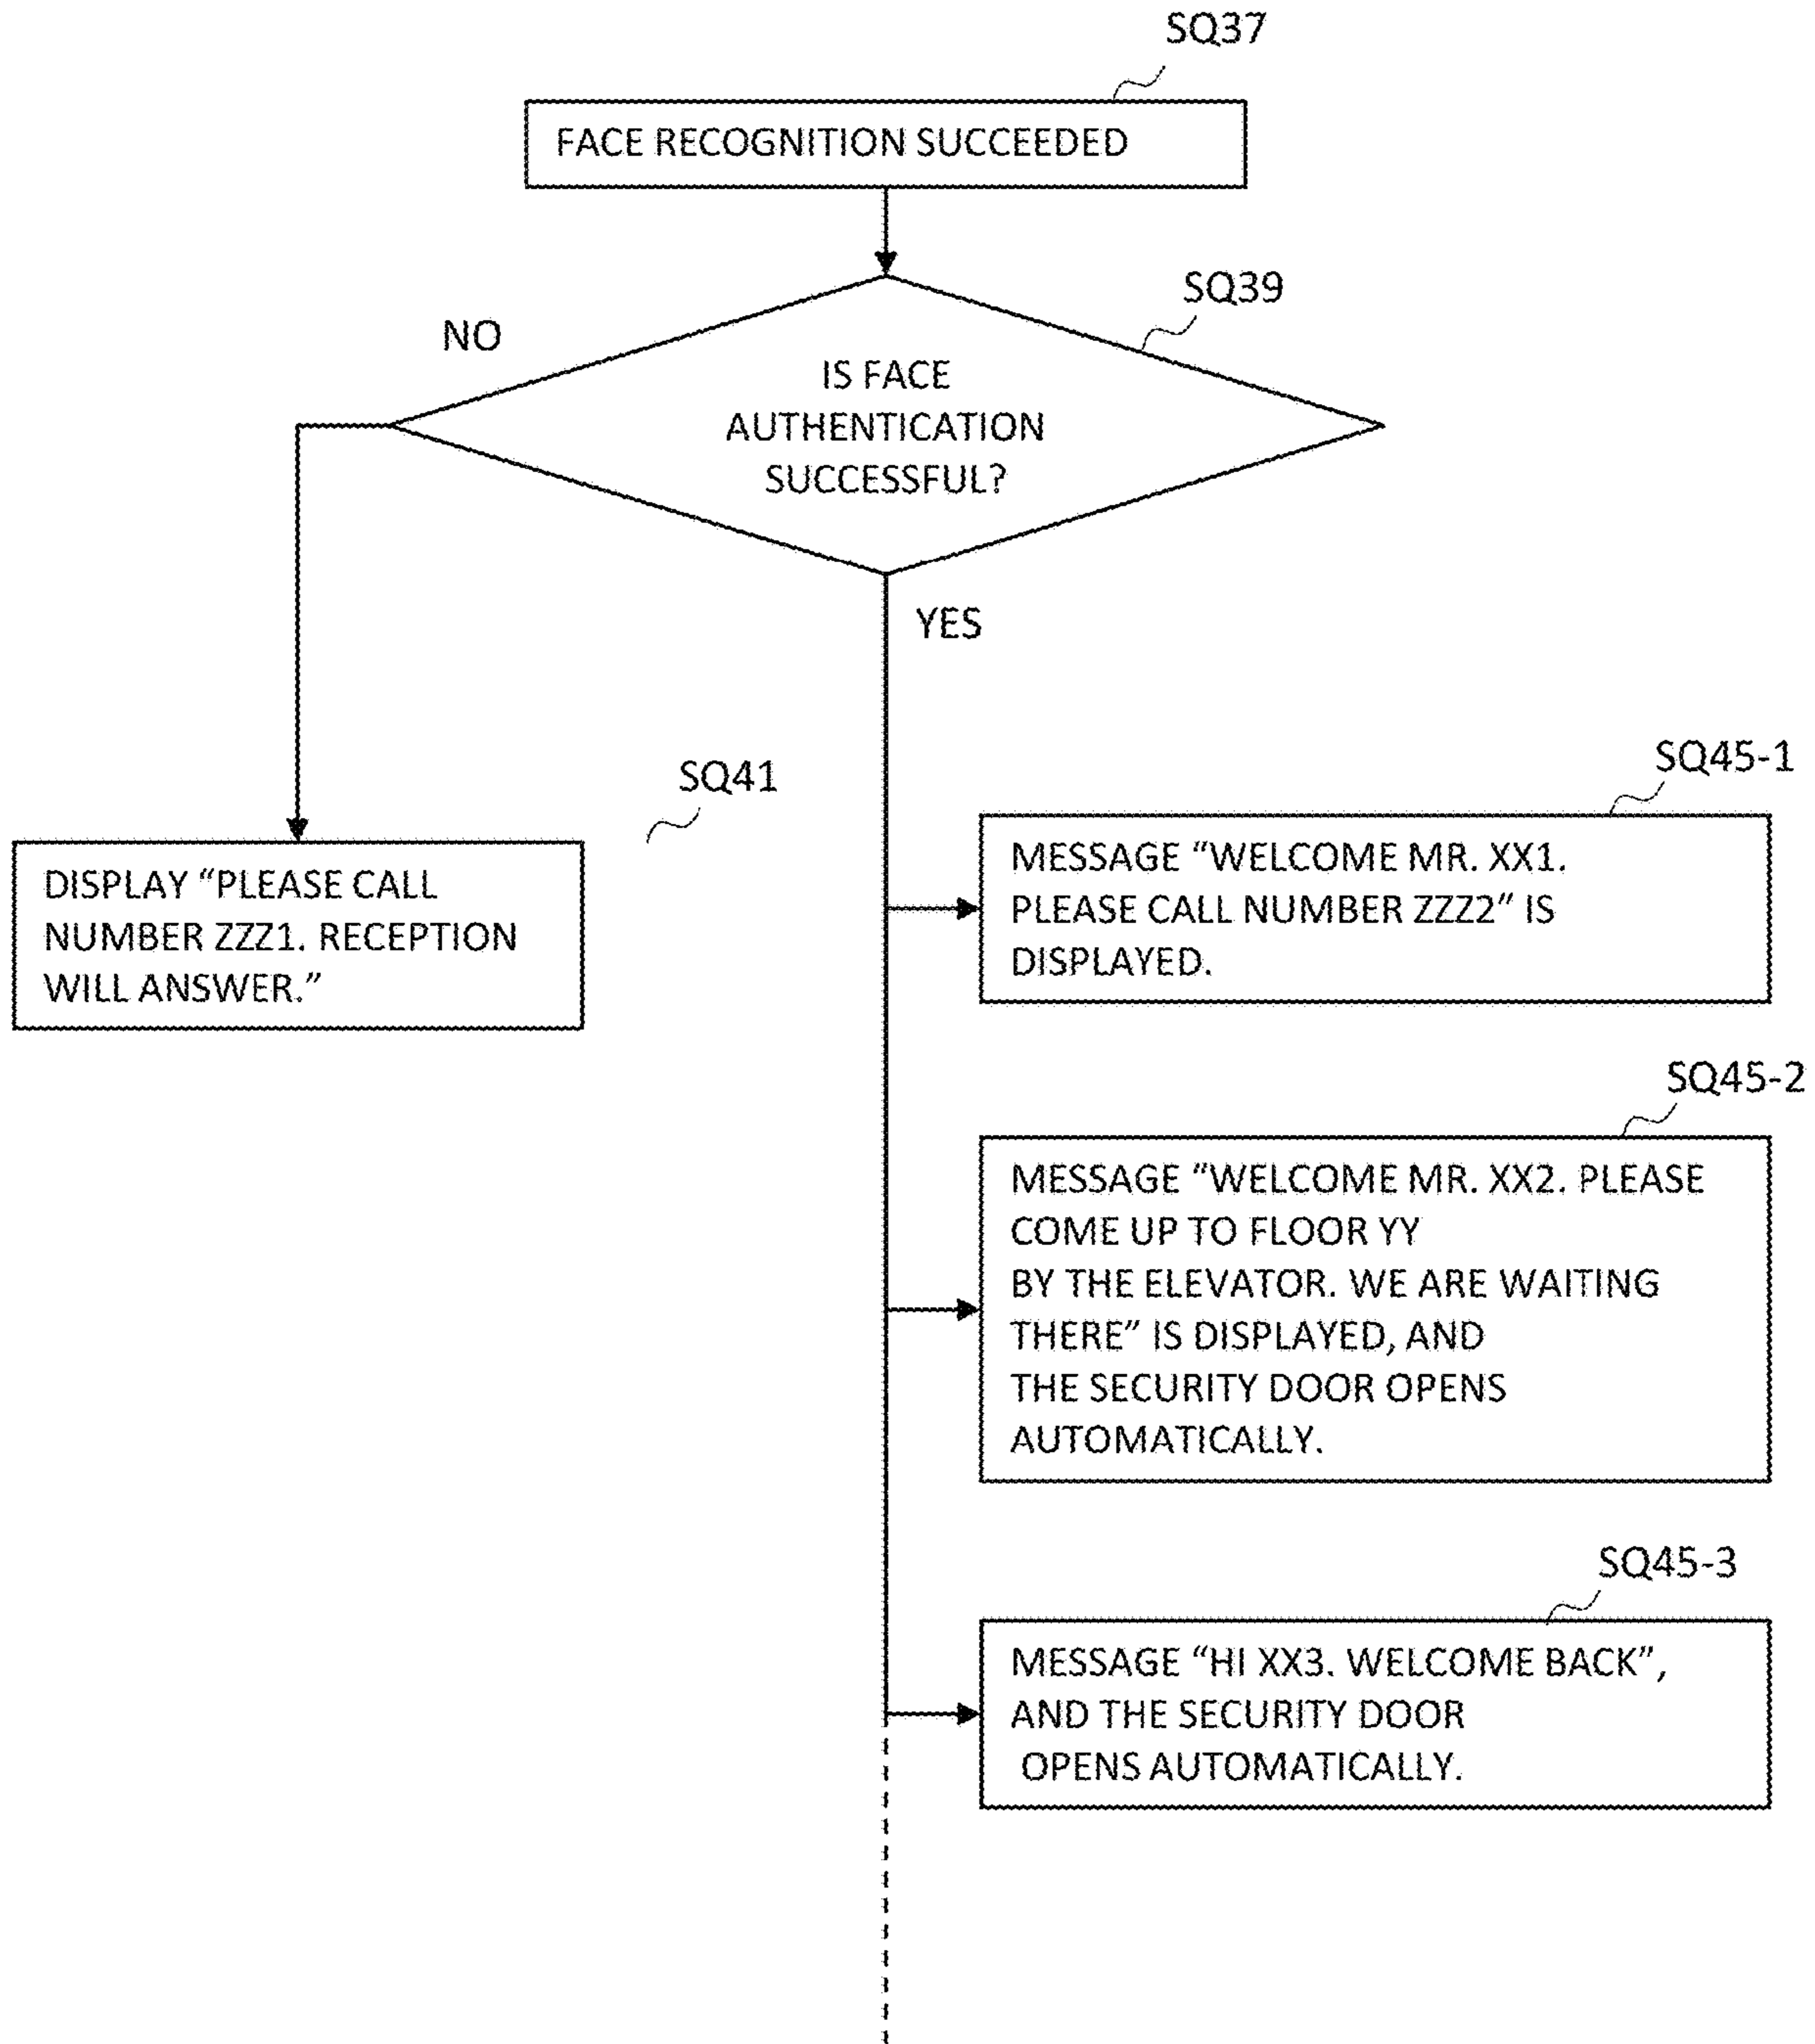 SQ37
FACE RECOGNITION SUCCEEDED
SQ39
NO
IS FACE
AUTHENTICATION
SUCCESSFUL?
YES
SQ41
DISPLAY “PLEASE CALL
NUMBER ZZZ1. RECEPTION
WILL ANSWER.”
SQ45-1
MESSAGE “WELCOME MR. XX1.
PLEASE CALL NUMBER ZZZ2” IS
DISPLAYED.
SQ45-2
MESSAGE “WELCOME MR. XX2. PLEASE
COME UP TO FLOOR YY
BY THE ELEVATOR. WE ARE WAITING
THERE” IS DISPLAYED, AND
THE SECURITY DOOR OPENS
AUTOMATICALLY.
SQ45-3
MESSAGE “HI XX3. WELCOME BACK”,
AND THE SECURITY DOOR
OPENS AUTOMATICALLY.